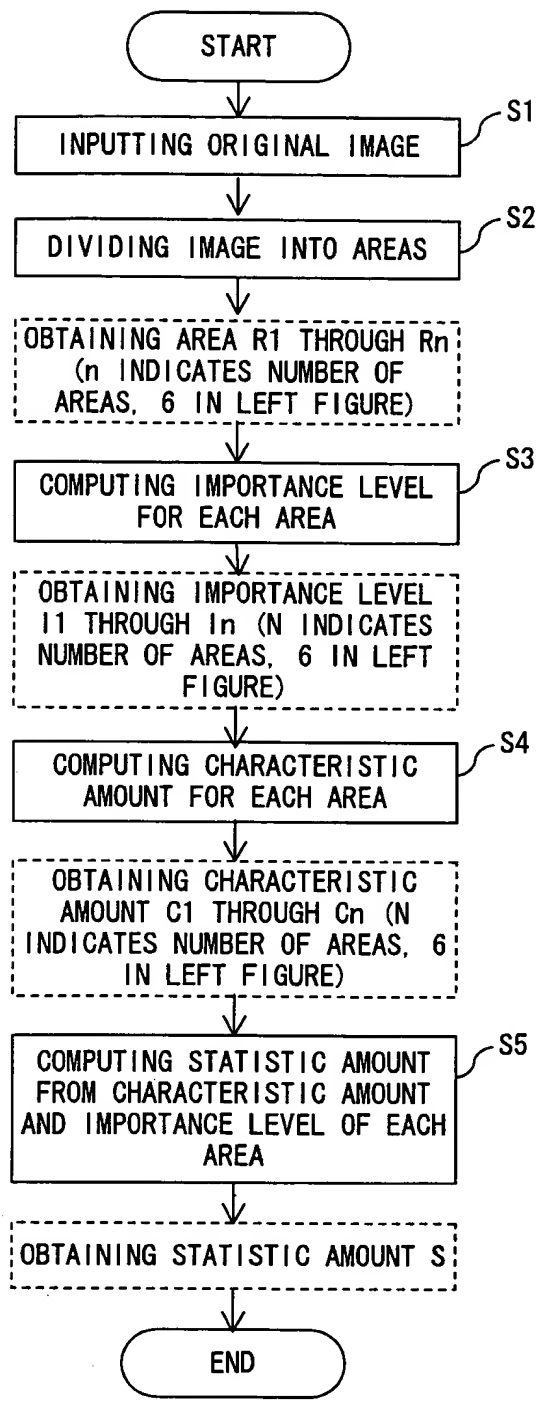 START
S1
INPUTTING ORIGINAL IMAGE
S2
DIVIDING IMAGE INTO AREAS
OBTAINING AREA R1 THROUGH Rn
(n INDICATES NUMBER OF
AREAS, 6 IN LEFT FIGURE)
S3
COMPUTING IMPORTANCE LEVEL
FOR EACH AREA
OBTAINING IMPORTANCE LEVEL
I1 THROUGH In (N INDICATES
NUMBER OF AREAS, 6 IN LEFT
FIGURE)
S4
COMPUTING CHARACTERISTIC
AMOUNT FOR EACH AREA
OBTAINING CHARACTERISTIC
AMOUNT C1 THROUGH Cn (N
INDICATES NUMBER OF AREAS, 6
IN LEFT FIGURE)
S5
COMPUTING STATISTIC AMOUNT
FROM CHARACTERISTIC AMOUNT
AND IMPORTANCE LEVEL OF EACH
AREA
OBTAINING STATISTIC AMOUNT S
END